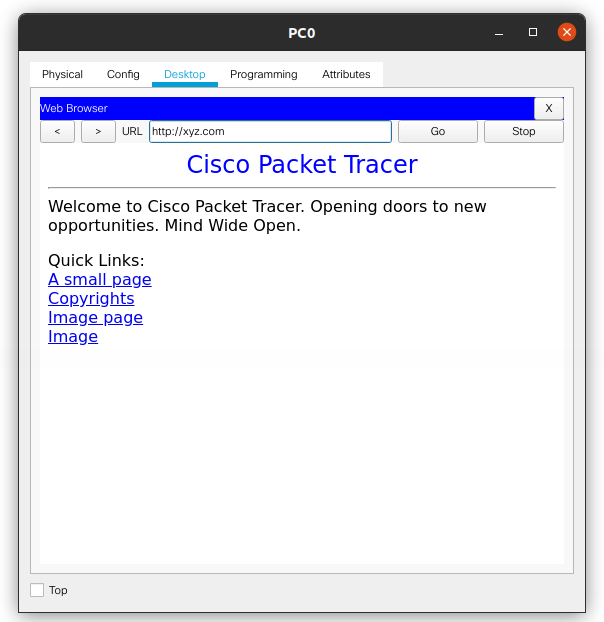 PC0
Physical Config Desktop Programming Attributes
Web Browser X
< > URL http://xyz.com Go Stop
Cisco Packet Tracer
Welcome to Cisco Packet Tracer. Opening doors to new
opportunities. Mind Wide Open.
Quick Links:
A small page
Copyrights
Image page
Image
Top